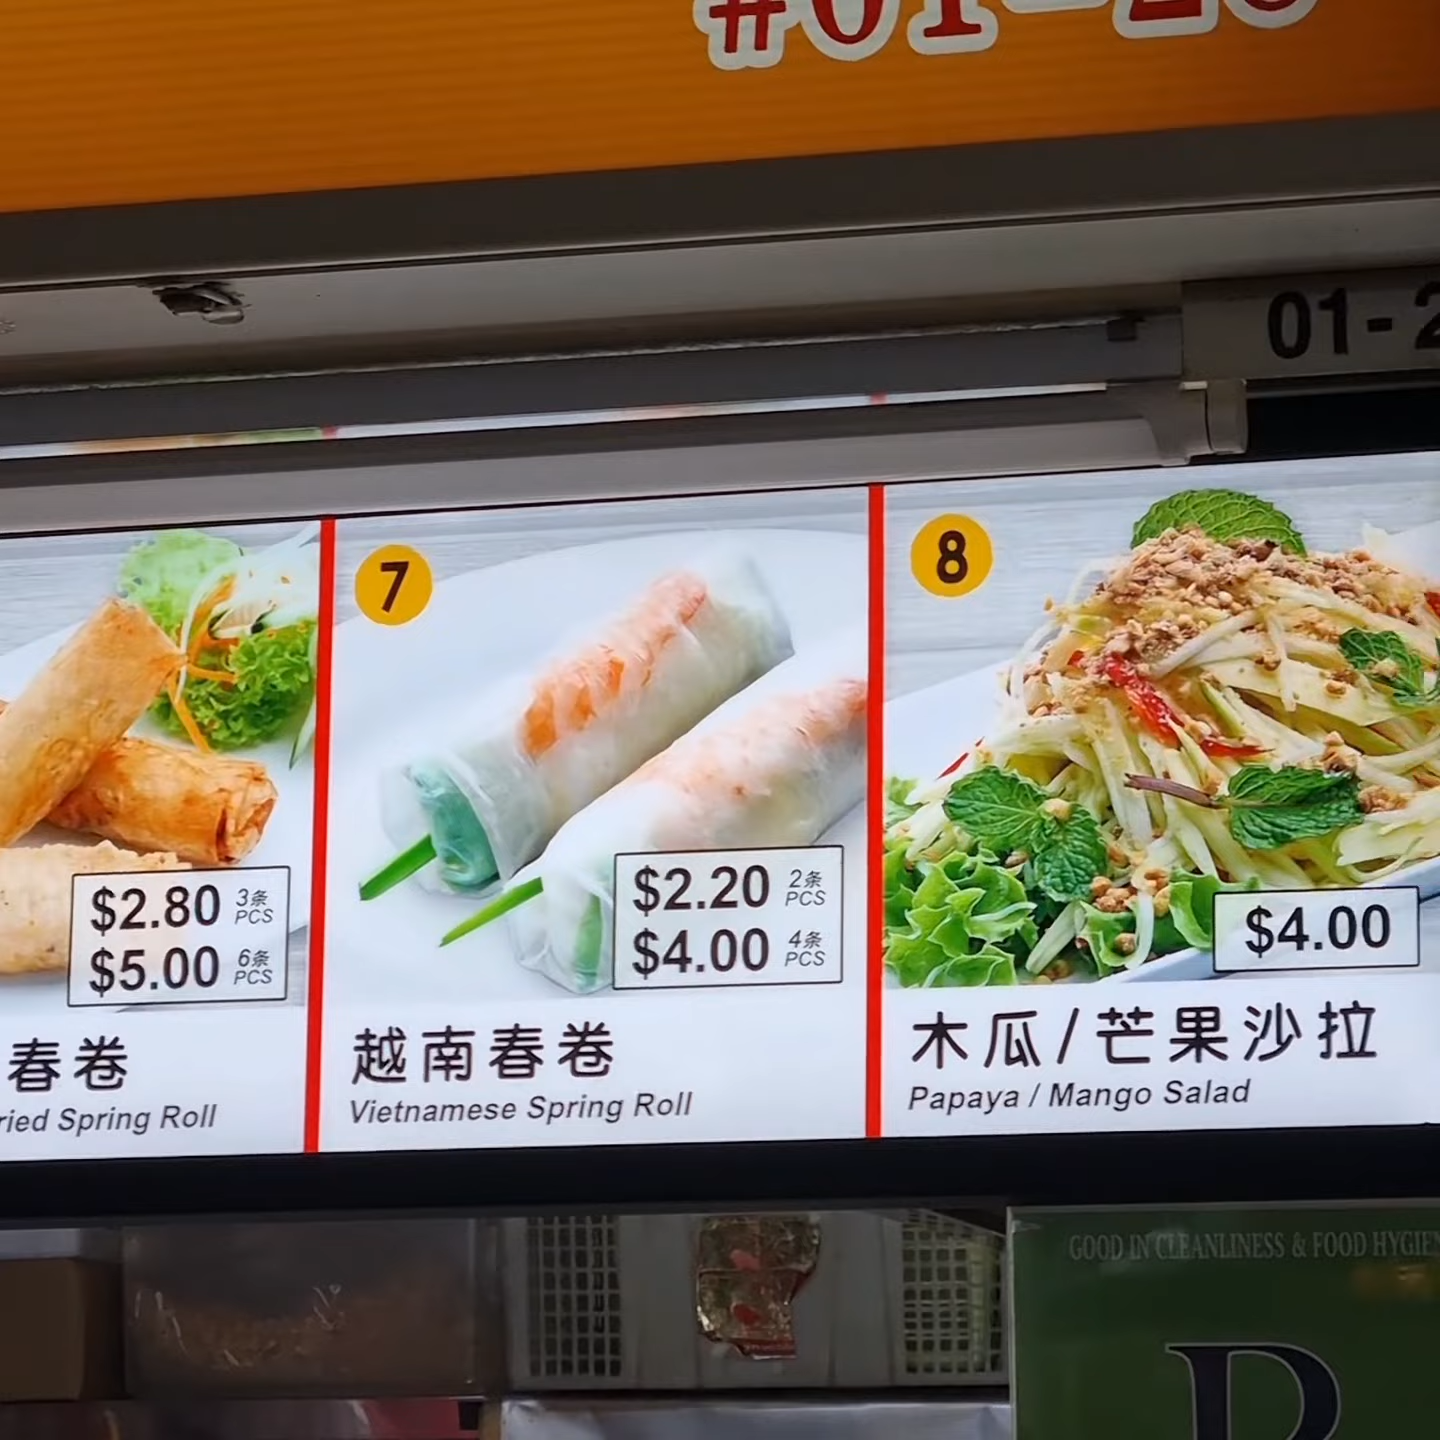 01-2
7
8
$2.80 3条 PCS
$5.00 6条 PCS
$2.20 2条 PCS
$4.00 4条 PCS
$4.00
春卷
Spring Roll
越南春卷
Vietnamese Spring Roll
木瓜/芒果沙拉
Papaya / Mango Salad
GOOD IN CLEANLINESS & FOOD